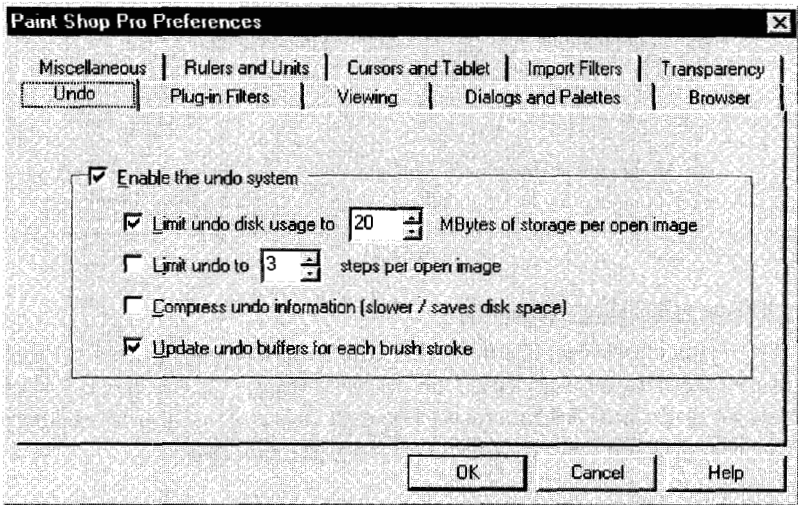 Paint Shop Pro Preferences
Miscellaneous Rulers and Units Cursors and Tablet Import Filters Transparency
Undo Plug-in Filters Viewing Dialogs and Palettes Browser
Enable the undo system
Limit undo disk usage to 20 MBytes of storage per open image
Limit undo to 3 steps per open image
Compress undo information (slower / saves disk space)
Update undo buffers for each brush stroke
OK Cancel Help